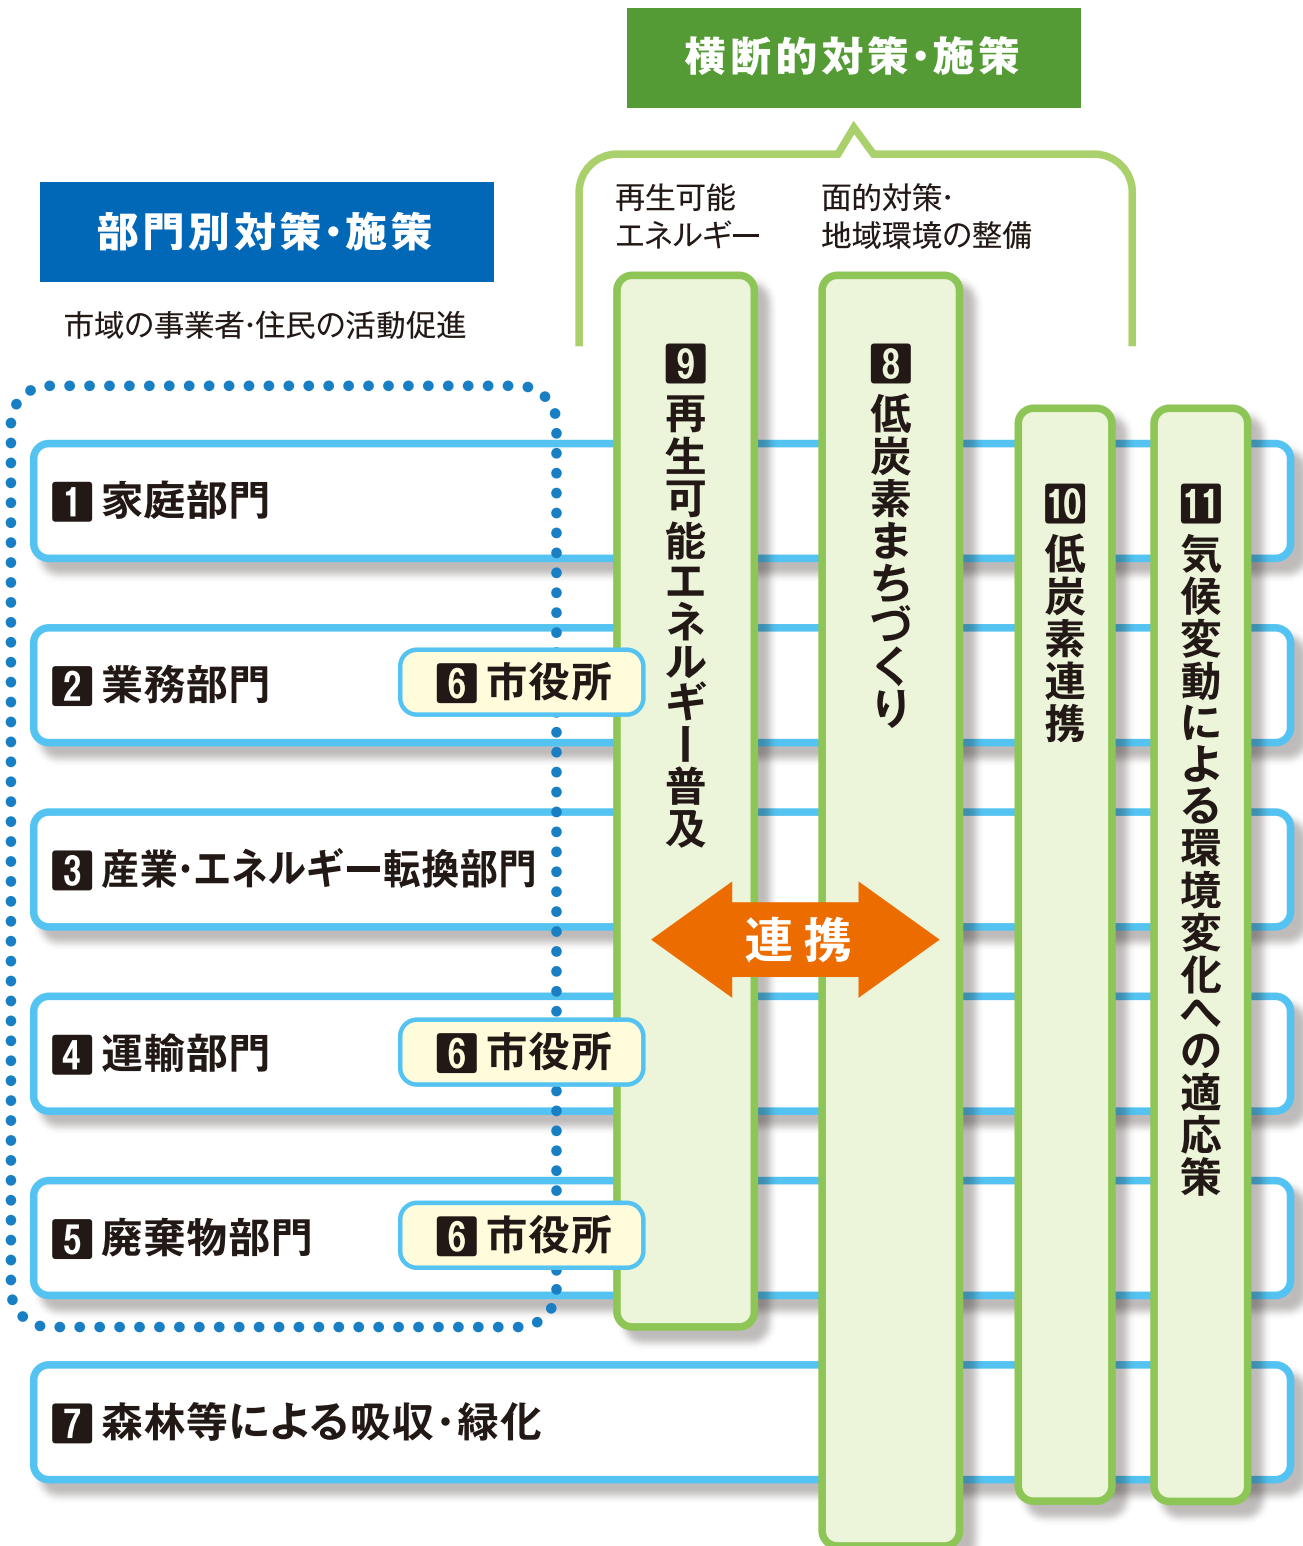 横断的対策・施策
部門別対策・施策
市域の事業者・住民の活動促進
再生可能
エネルギー
面的対策・
地域環境の整備
9 再生可能エネルギー普及
8 低炭素まちづくり
10 低炭素連携
11 気候変動による環境変化への適応策
1 家庭部門
2 業務部門
6 市役所
3 産業・エネルギー転換部門
連携
4 運輸部門
6 市役所
5 廃棄物部門
6 市役所
7 森林等による吸収・緑化